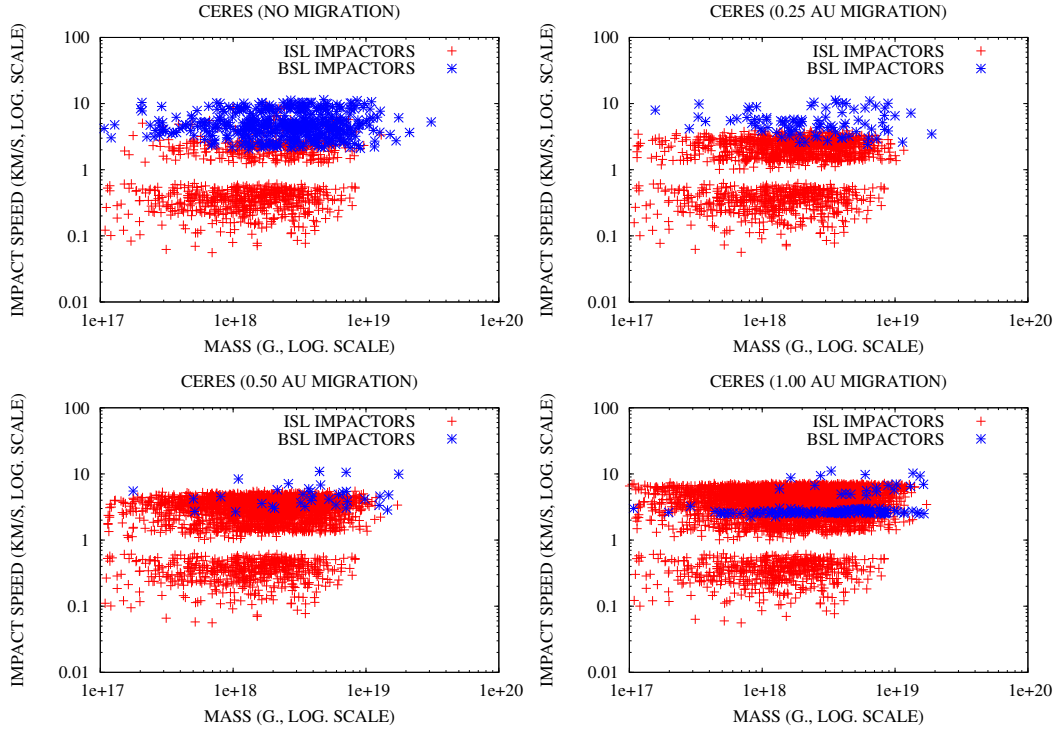 CERES (NO MIGRATION)
100
10
1
0.1
0.01
1e+17 1e+18 1e+19 1e+20
IMPACT SPEED (KM/S, LOG. SCALE)
MASS (G., LOG. SCALE)
ISL IMPACTORS
BSL IMPACTORS
CERES (0.25 AU MIGRATION)
100
10
1
0.1
0.01
1e+17 1e+18 1e+19 1e+20
IMPACT SPEED (KM/S, LOG. SCALE)
MASS (G., LOG. SCALE)
ISL IMPACTORS
BSL IMPACTORS
CERES (0.50 AU MIGRATION)
100
10
1
0.1
0.01
1e+17 1e+18 1e+19 1e+20
IMPACT SPEED (KM/S, LOG. SCALE)
MASS (G., LOG. SCALE)
ISL IMPACTORS
BSL IMPACTORS
CERES (1.00 AU MIGRATION)
100
10
1
0.1
0.01
1e+17 1e+18 1e+19 1e+20
IMPACT SPEED (KM/S, LOG. SCALE)
MASS (G., LOG. SCALE)
ISL IMPACTORS
BSL IMPACTORS